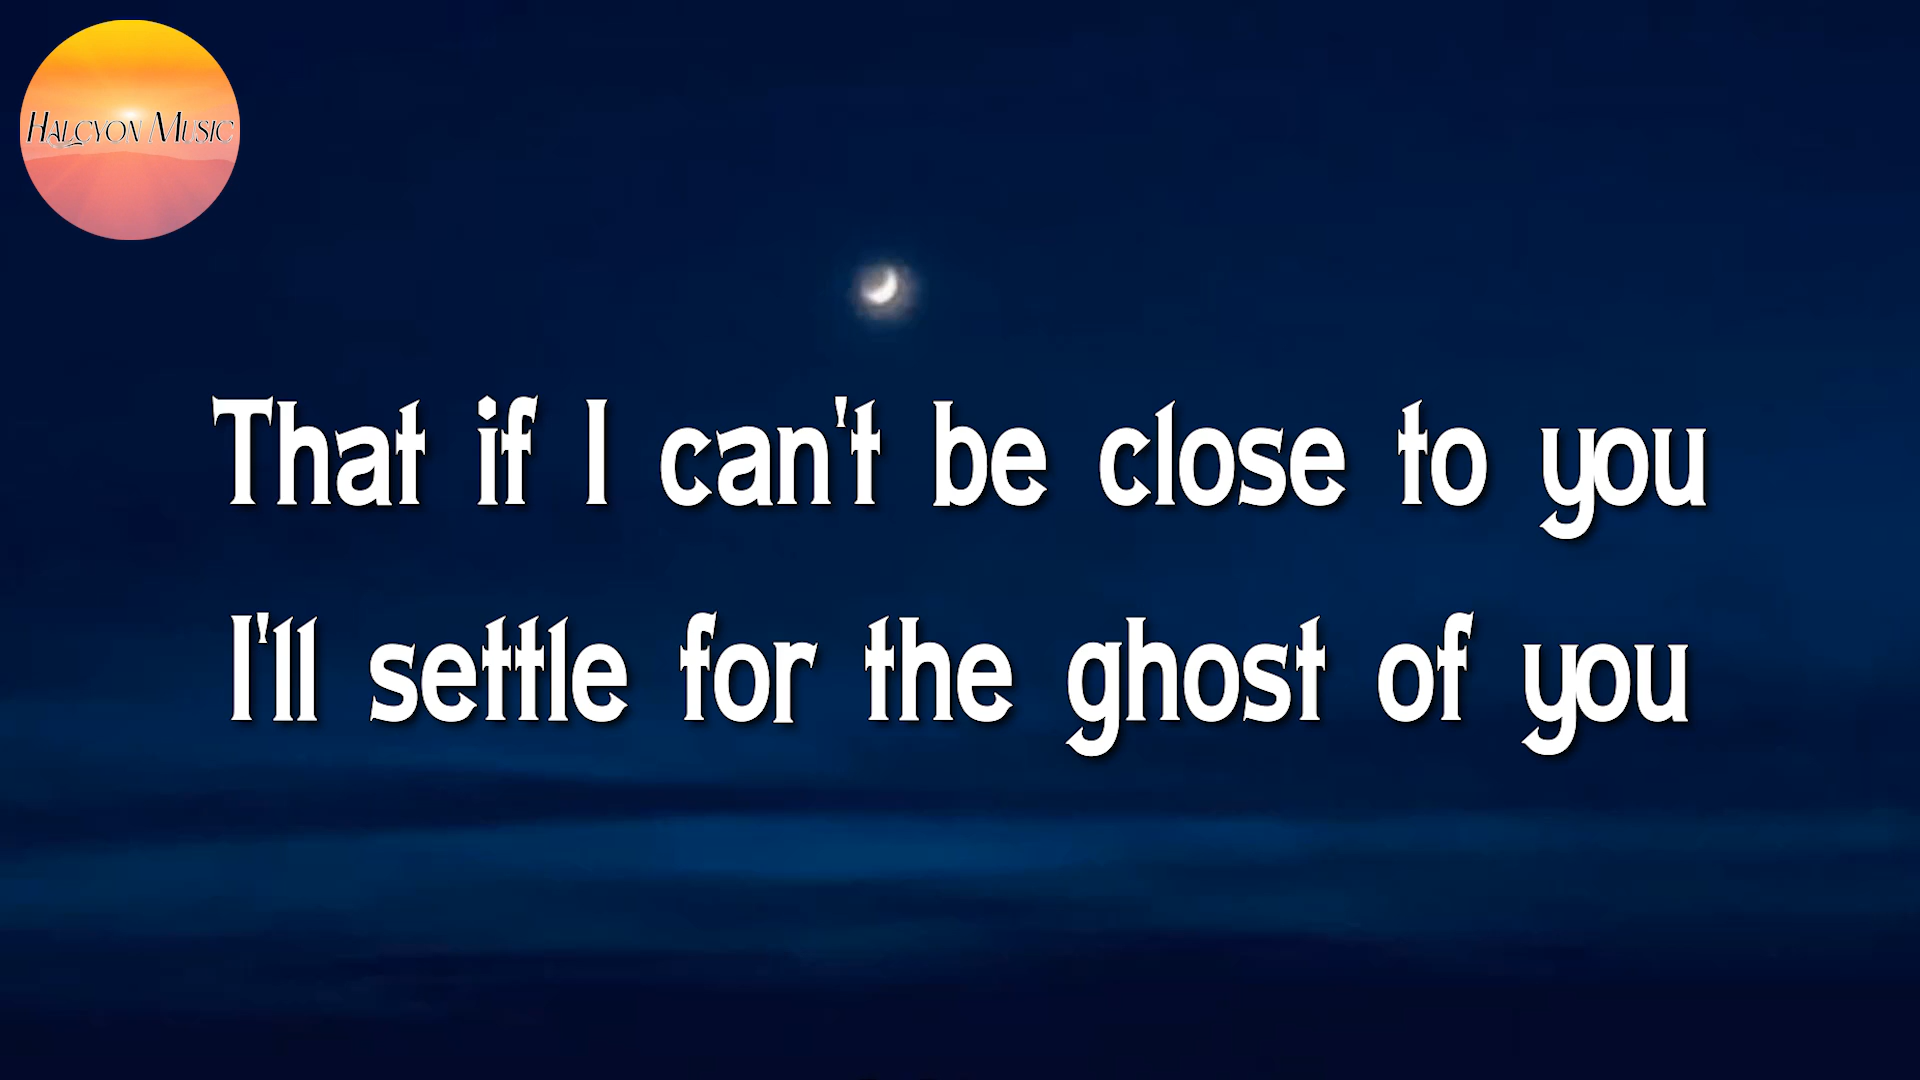 Halcyon Music
That if I can't be close to you
I'll settle for the ghost of you